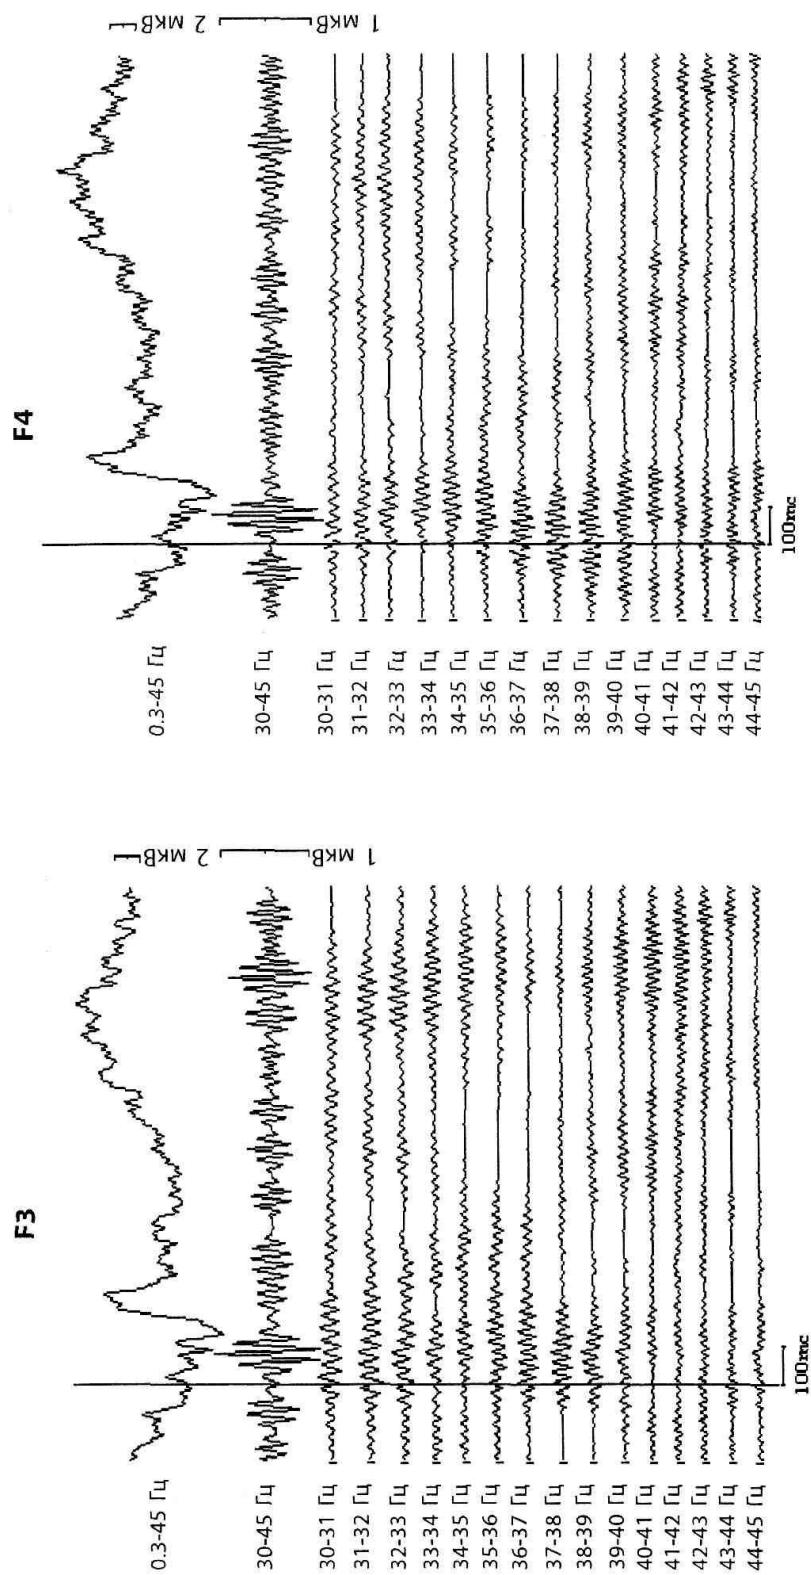 F3
0.3-45 Гц
30-45 Гц
30-31 Гц
31-32 Гц
32-33 Гц
33-34 Гц
34-35 Гц
35-36 Гц
36-37 Гц
37-38 Гц
38-39 Гц
39-40 Гц
40-41 Гц
41-42 Гц
42-43 Гц
43-44 Гц
44-45 Гц
2 мкВ
1 мкВ
100мс
F4
0.3-45 Гц
30-45 Гц
30-31 Гц
31-32 Гц
32-33 Гц
33-34 Гц
34-35 Гц
35-36 Гц
36-37 Гц
37-38 Гц
38-39 Гц
39-40 Гц
40-41 Гц
41-42 Гц
42-43 Гц
43-44 Гц
44-45 Гц
2 мкВ
1 мкВ
100мс